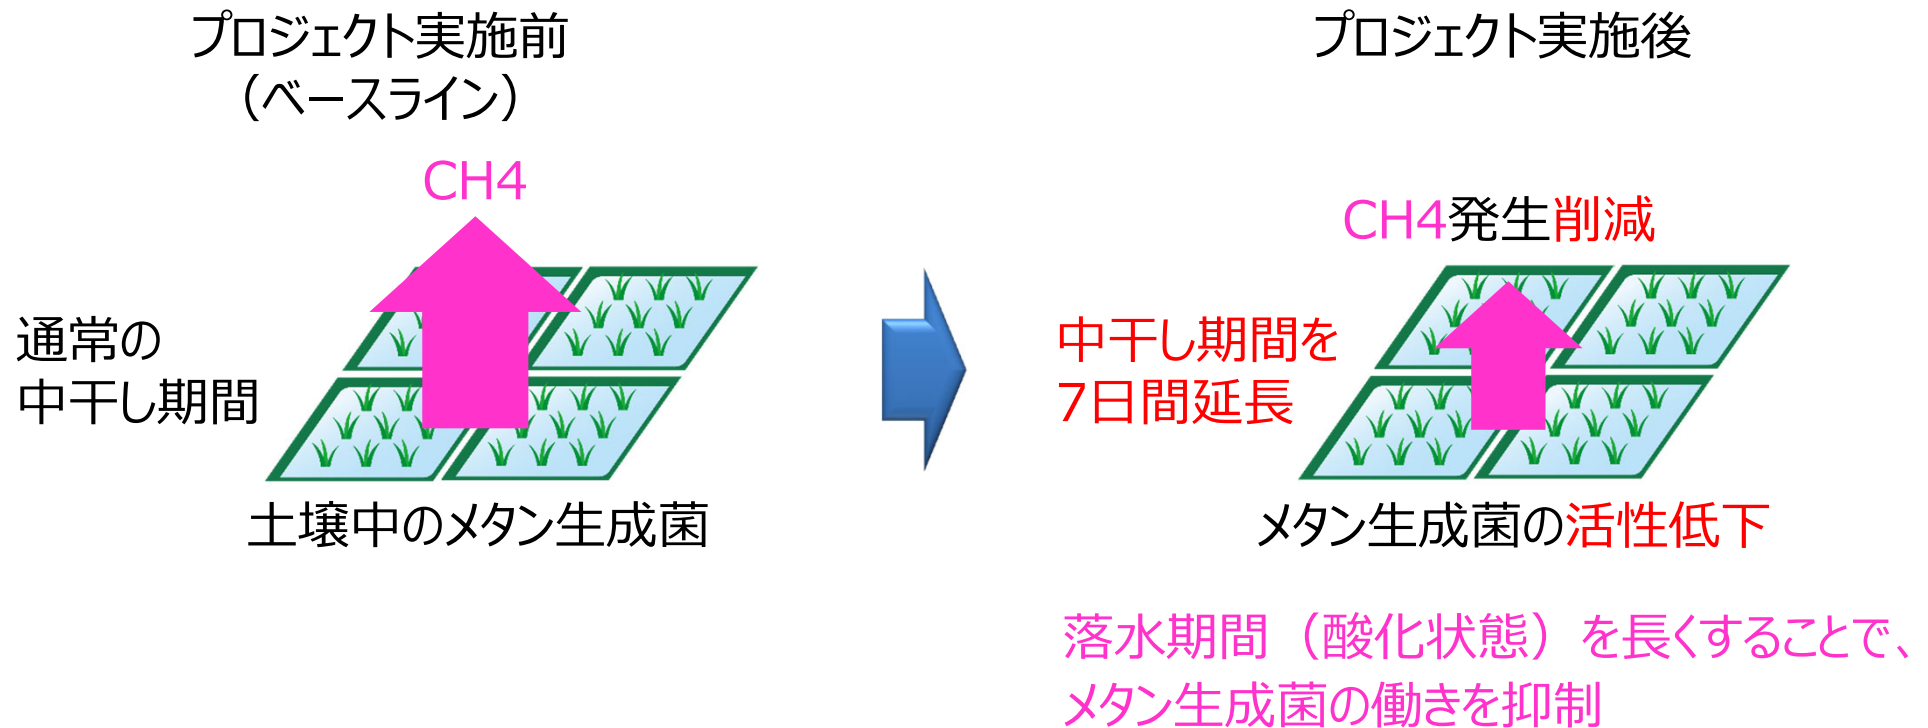 プロジェクト実施前
（ベースライン）
CH4
通常の
中干し期間
土壌中のメタン生成菌
プロジェクト実施後
CH4発生削減
中干し期間を
7日間延長
メタン生成菌の活性低下
落水期間（酸化状態）を長くすることで、
メタン生成菌の働きを抑制